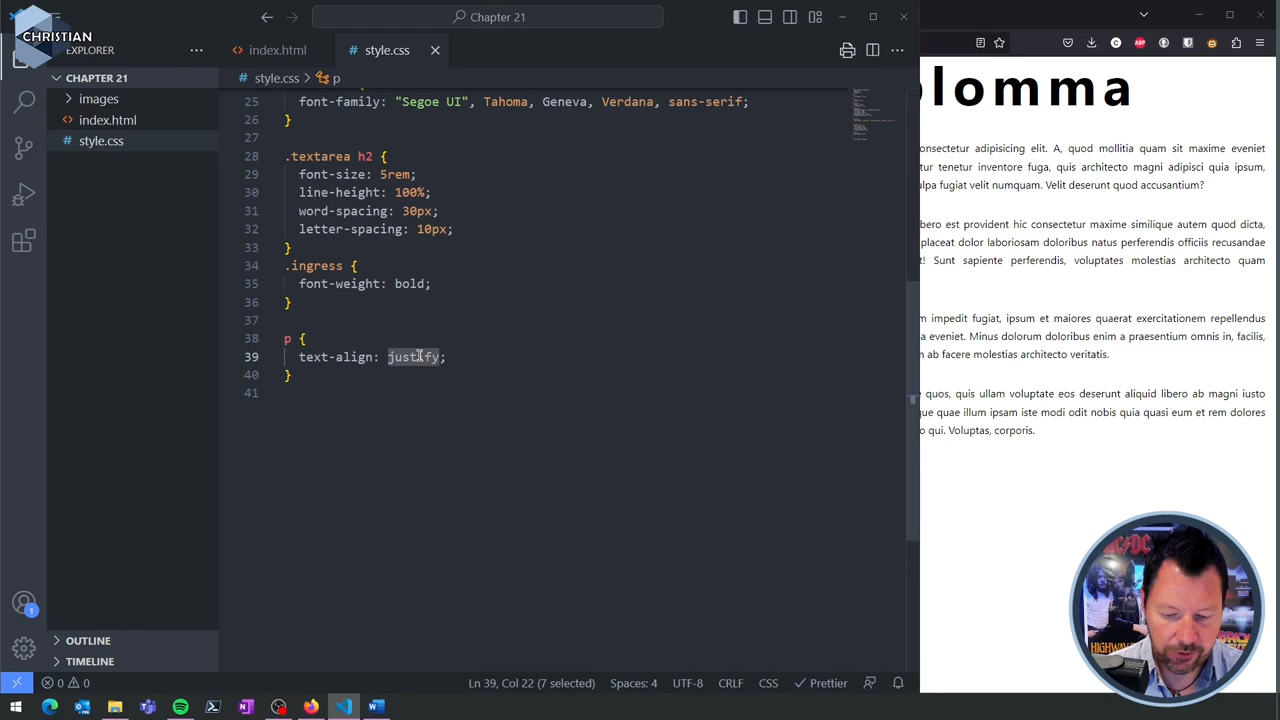 Chapter 21
CHRISTIAN
EXPLORER
index.html
style.css
CHAPTER 21
images
index.html
style.css
style.css
p
25
font-family: "Segoe UI", Tahoma, Geneva, Verdana, sans-serif;
26
}
27
28
.textarea h2 {
29
font-size: 5rem;
30
line-height: 100%;
31
word-spacing: 30px;
32
letter-spacing: 10px;
33
}
34
.ingress {
35
font-weight: bold;
36
}
37
38
p {
39
text-align: justify;
40
}
41
OUTLINE
TIMELINE
0 0
Ln 39, Col 22 (7 selected)
Spaces: 4
UTF-8
CRLF
CSS
Prettier
1
ABP
lomma
onsectetur adipisicing elit. A, quod mollitia quam sit maxime eveniet
tur tenetur inventore fuga, quis architecto magni adipisci quia ipsum,
ulpa fugiat velit numquam. Velit deserunt quod accusantium?
ibero est provident hic consectetur maxime similique autem quod dicta,
placeat dolor laboriosam doloribus natus perferendis officiis recusandae
t! Sunt sapiente perferendis, voluptates molestias architecto quam
m impedit fugiat, ipsum et maiores quaerat exercitationem repellendus
a eveniet. Minus dolorum doloribus enim a praesentium omnis in, facilis,
m ab facere molestias architecto veritatis.
e quos, quis ullam voluptate eos deserunt aliquid libero ab magni iusto
que quae illum ipsam iste modi odit nobis quia quasi eum et rem dolores
o qui. Voluptas, corporis.
AC DC
HIGHWAY